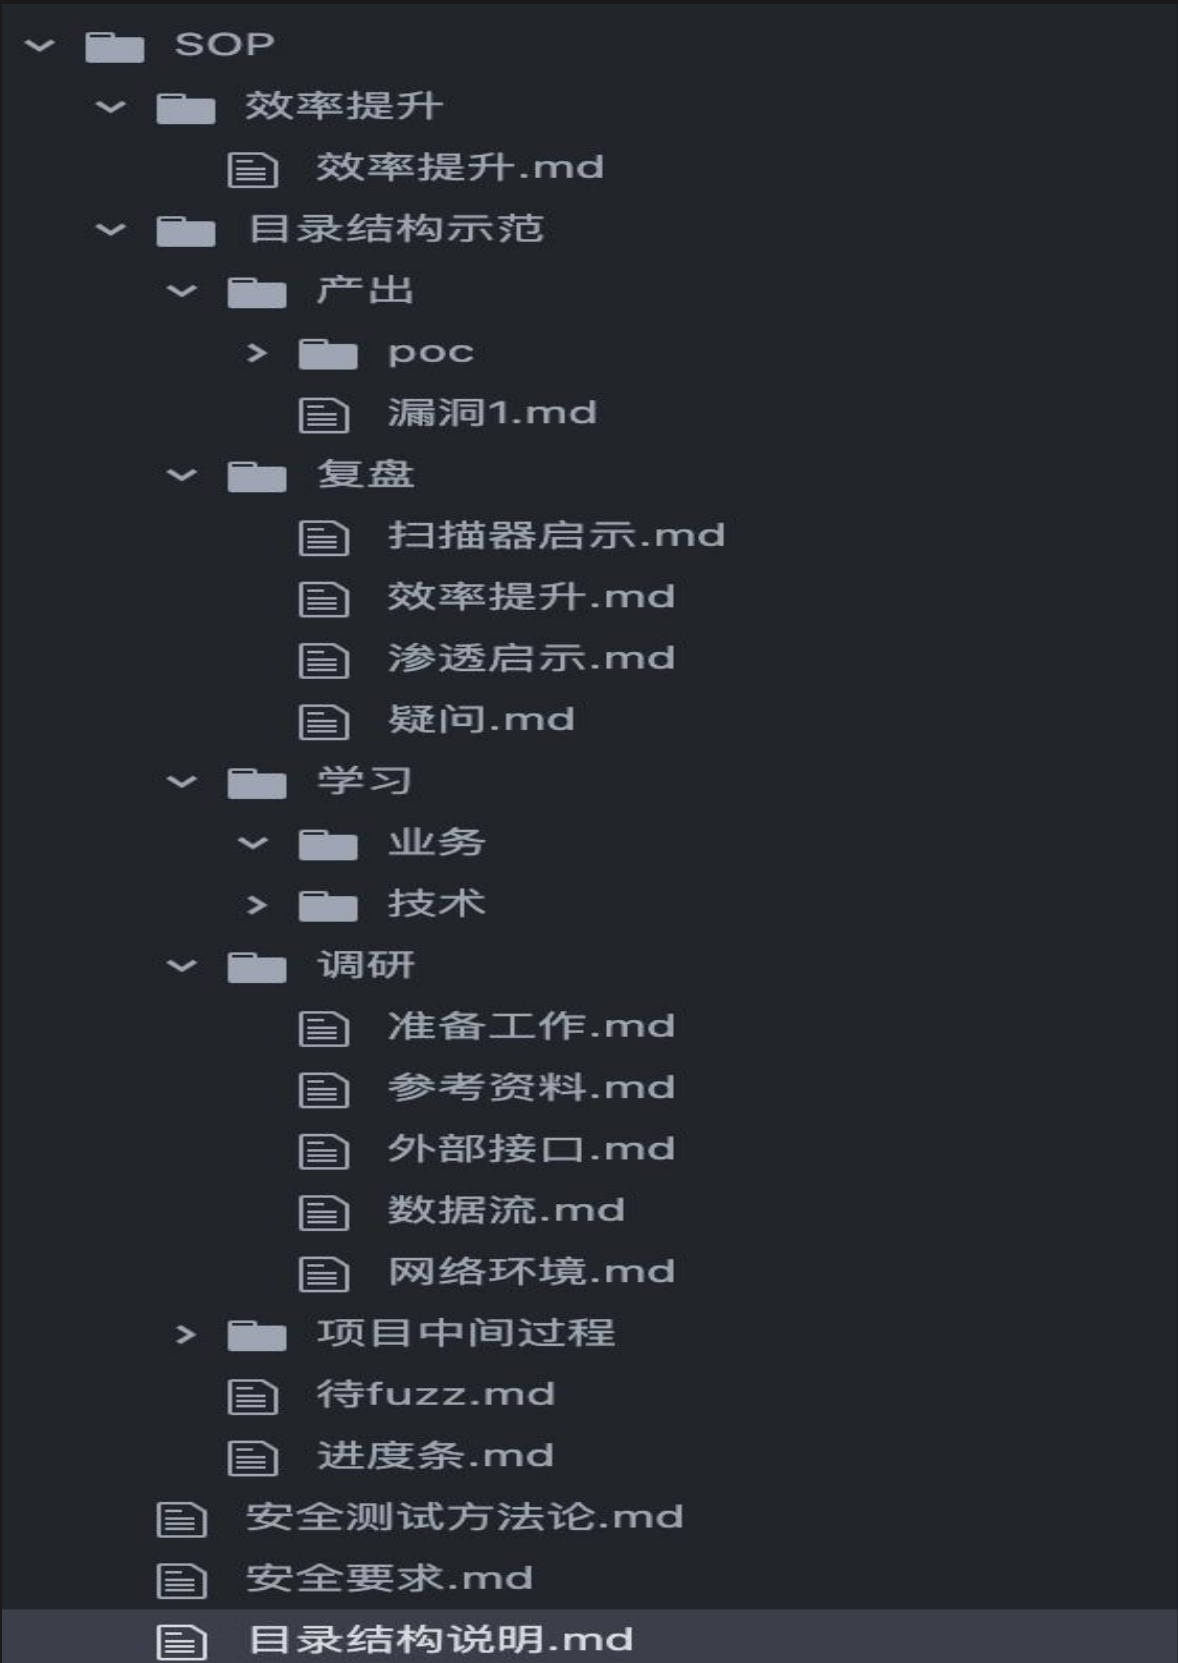 SOP
效率提升
效率提升.md
目录结构示范
产出
poc
漏洞1.md
复盘
扫描器启示.md
效率提升.md
渗透启示.md
疑问.md
学习
业务
技术
调研
准备工作.md
参考资料.md
外部接口.md
数据流.md
网络环境.md
项目中间过程
待fuzz.md
进度条.md
安全测试方法论.md
安全要求.md
目录结构说明.md